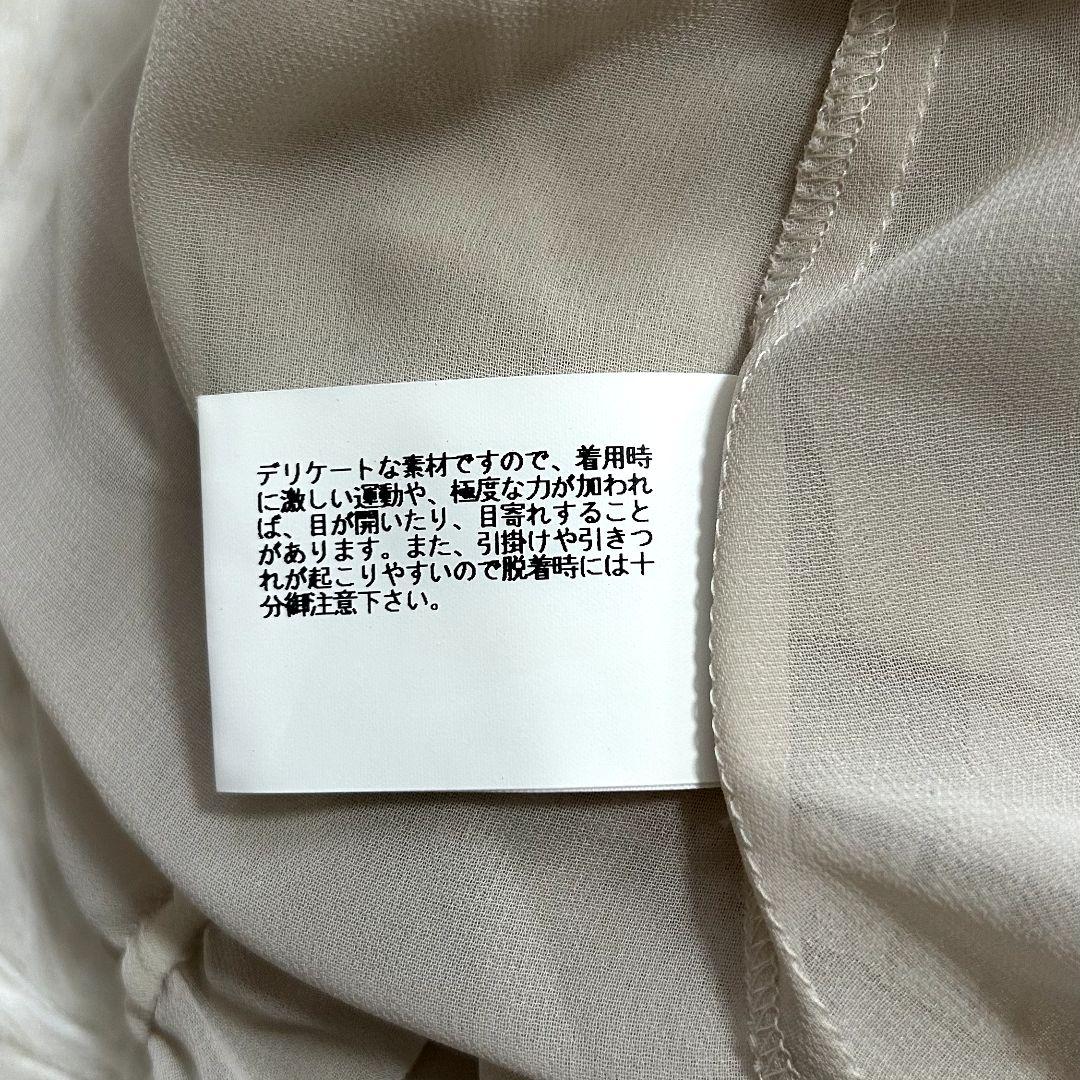 デリケートな素材ですので、着用時
に激しい運動や、極度な力が加われ
ば、目が開いたり、目寄れすること
があります。また、引掛けや引きつ
れが起こりやすいので脱着時には十
分御注意下さい。